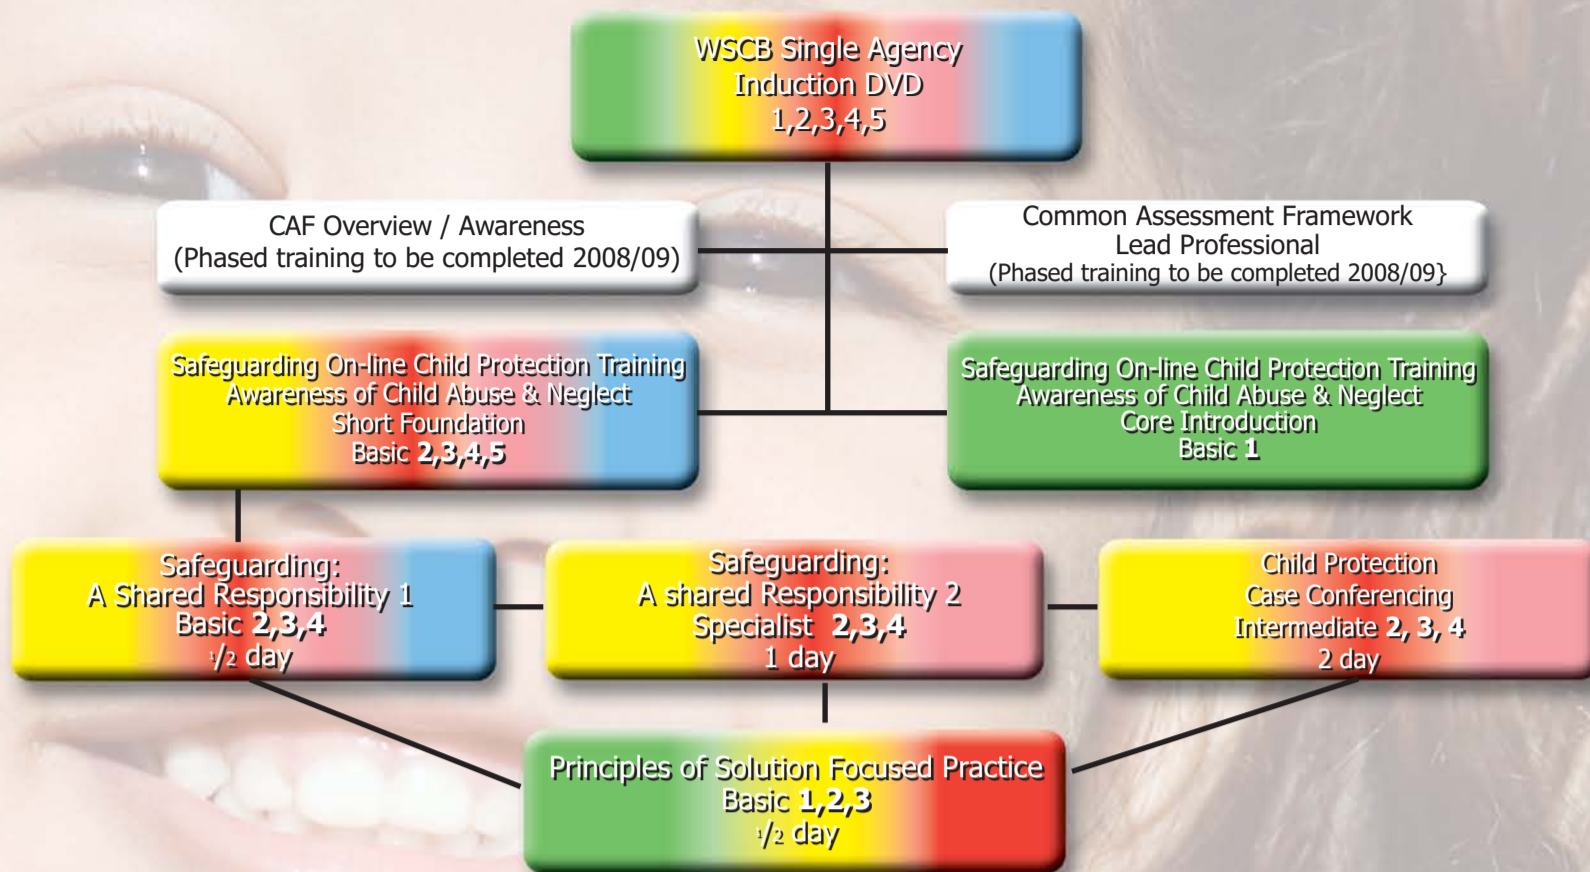 WSCB Single Agency
Induction DVD
1,2,3,4,5
CAF Overview / Awareness
(Phased training to be completed 2008/09)
Common Assessment Framework
Lead Professional
(Phased training to be completed 2008/09}
Safeguarding On-line Child Protection Training
Awareness of Child Abuse & Neglect
Short Foundation
Basic 2,3,4,5
Safeguarding On-line Child Protection Training
Awareness of Child Abuse & Neglect
Core Introduction
Basic 1
Safeguarding:
A Shared Responsibility 1
Basic 2,3,4
1/2 day
Safeguarding:
A shared Responsibility 2
Specialist 2,3,4
1 day
Child Protection
Case Conferencing
Intermediate 2, 3, 4
2 day
Principles of Solution Focused Practice
Basic 1,2,3
1/2 day